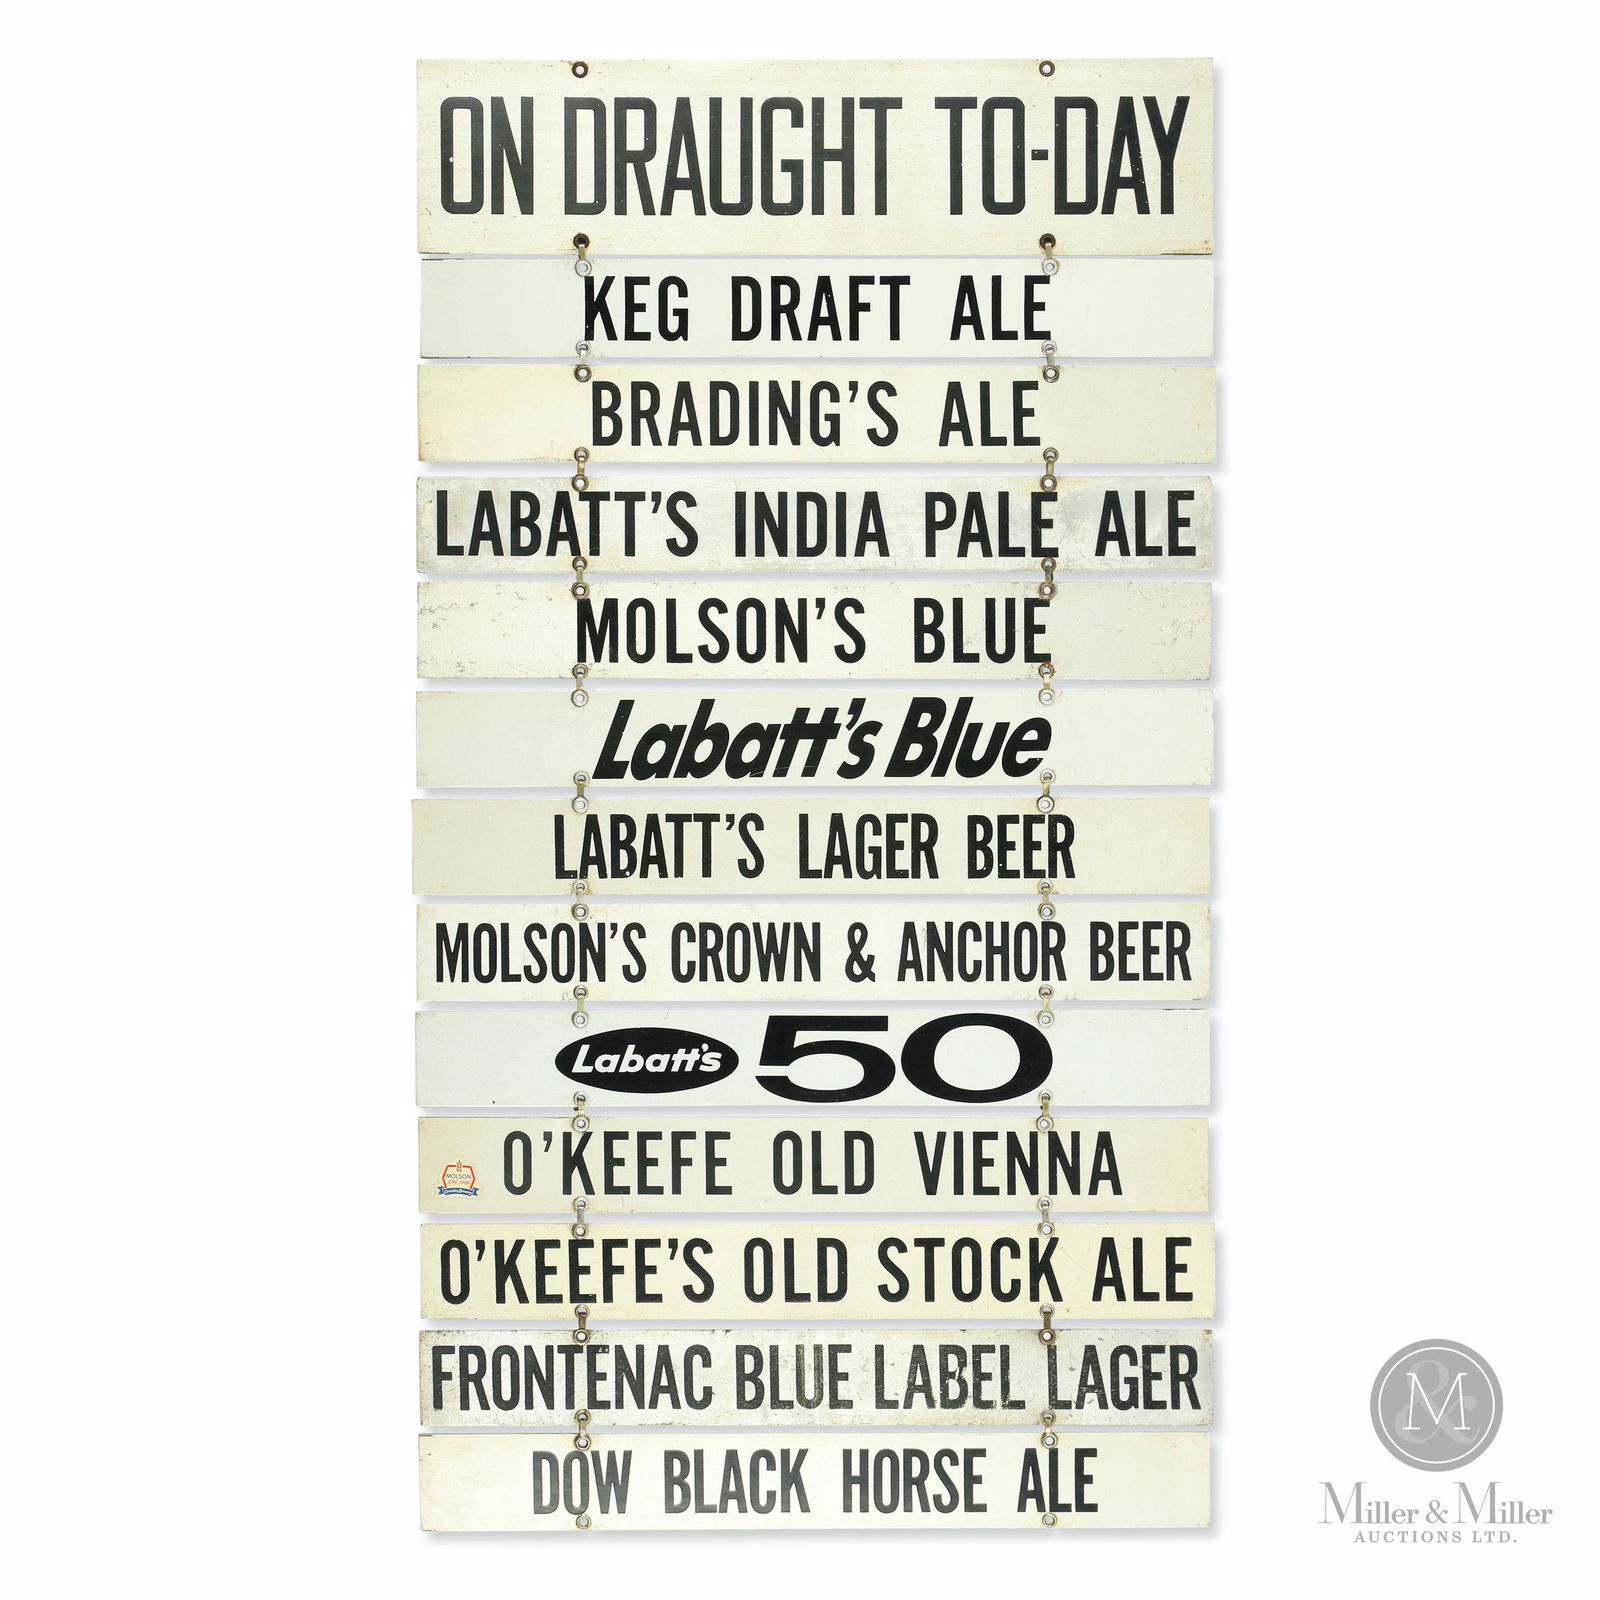 ON DRAUGHT TO-DAY
KEG DRAFT ALE
BRADING'S ALE
LABATT'S INDIA PALE ALE
MOLSON'S BLUE
Labatt's Blue
LABATT'S LAGER BEER
MOLSON'S CROWN & ANCHOR BEER
Labatt's 50
O'KEEFE OLD VIENNA
MOLSON
O'KEEFE'S OLD STOCK ALE
FRONTENAC BLUE LABEL LAGER
DOW BLACK HORSE ALE
&
M
Miller & Miller
AUCTIONS LTD.